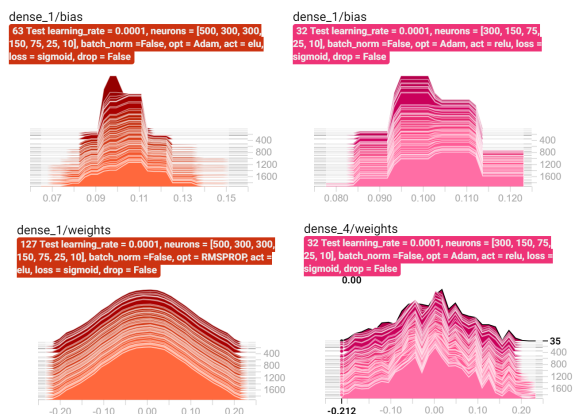 dense_1/bias
63 Test learning_rate = 0.0001, neurons = [500, 300, 300,
150, 75, 25, 10], batch_norm =False, opt = Adam, act = elu,
loss = sigmoid, drop = False
400
800
1200
1600
0.07 0.09 0.11 0.13 0.15
dense_1/bias
32 Test learning_rate = 0.0001, neurons = [300, 150, 75,
25, 10], batch_norm =False, opt = Adam, act = relu, loss =
sigmoid, drop = False
400
800
1200
1600
0.080 0.090 0.100 0.110 0.120
dense_1/weights
127 Test learning_rate = 0.0001, neurons = [500, 300, 300,
150, 75, 25, 10], batch_norm =False, opt = RMSPROP, act =
elu, loss = sigmoid, drop = False
400
800
1200
1600
-0.20 -0.10 0.00 0.10 0.20
dense_4/weights
32 Test learning_rate = 0.0001, neurons = [300, 150, 75,
25, 10], batch_norm =False, opt = Adam, act = relu, loss =
sigmoid, drop = False
0.00
35
400
800
1200
1600
-0.212 -0.10 0.00 0.10 0.20